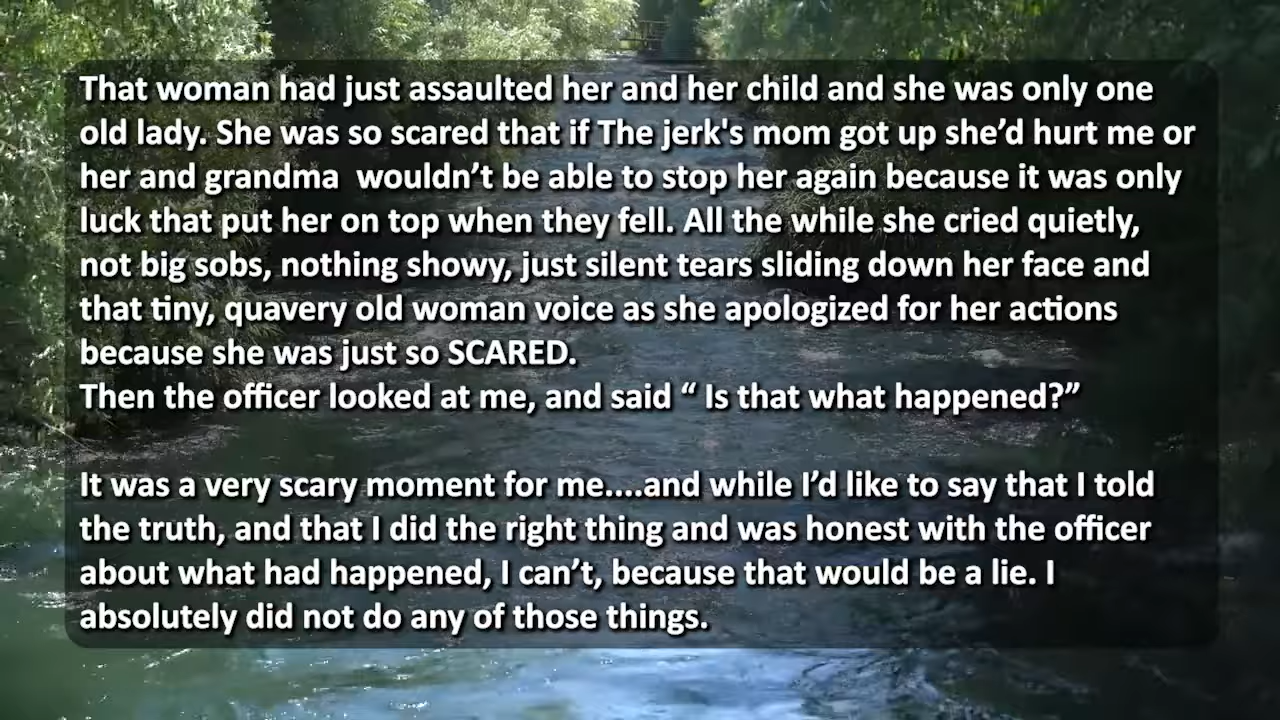 That woman had just assaulted her and her child and she was only one
old lady. She was so scared that if The jerk's mom got up she’d hurt me or
her and grandma  wouldn’t be able to stop her again because it was only
luck that put her on top when they fell. All the while she cried quietly,
not big sobs, nothing showy, just silent tears sliding down her face and
that tiny, quavery old woman voice as she apologized for her actions
because she was just so SCARED.
Then the officer looked at me, and said “ Is that what happened?”
It was a very scary moment for me....and while I’d like to say that I told
the truth, and that I did the right thing and was honest with the officer
about what had happened, I can’t, because that would be a lie. I
absolutely did not do any of those things.